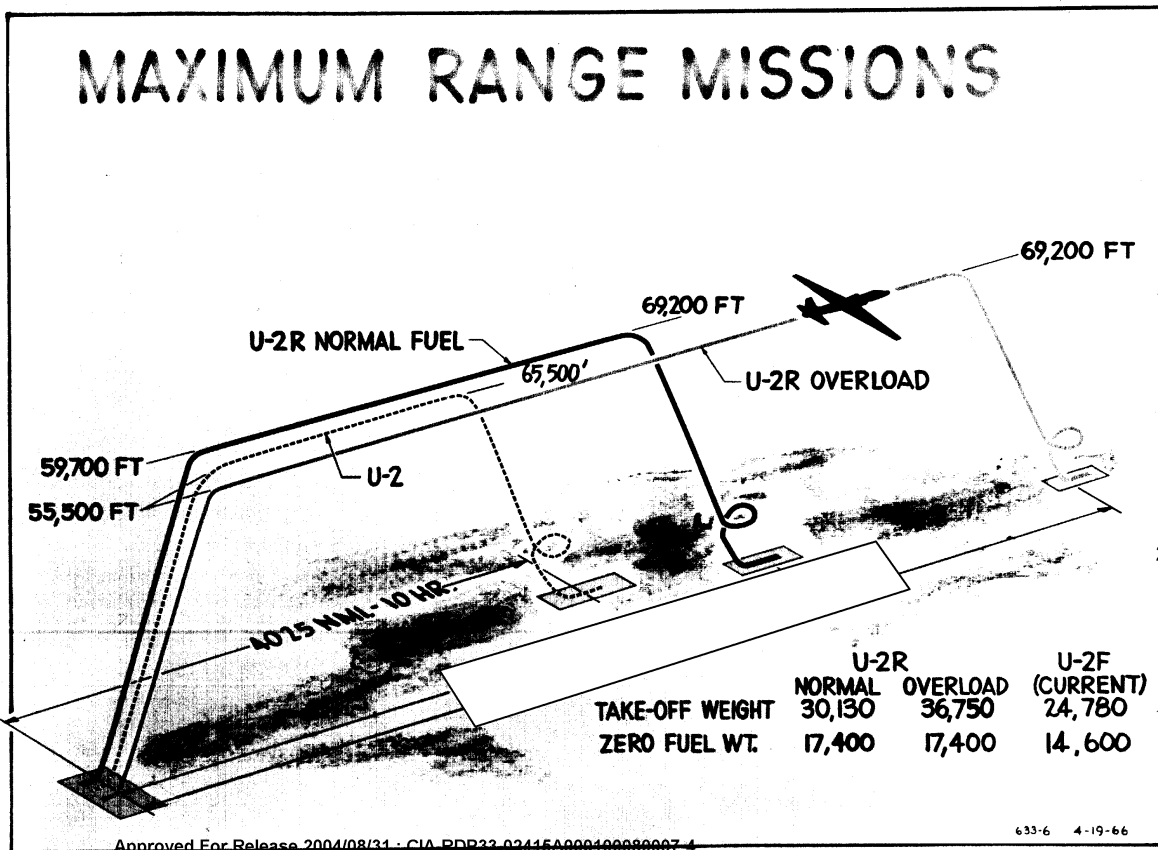 MAXIMUM RANGE MISSIONS
69,200 FT
69,200 FT
U-2R NORMAL FUEL
65,500'
U-2R OVERLOAD
59,700 FT
U-2
55,500 FT
4025 N.MI.- 10 HR.
U-2R U-2F
NORMAL OVERLOAD (CURRENT)
TAKE-OFF WEIGHT 30,130 36,750 24,780
ZERO FUEL WT. 17,400 17,400 14,600
633-6 4-19-66
Approved For Release 2004/08/31 : CIA-RDP33-02415A000100080007-4